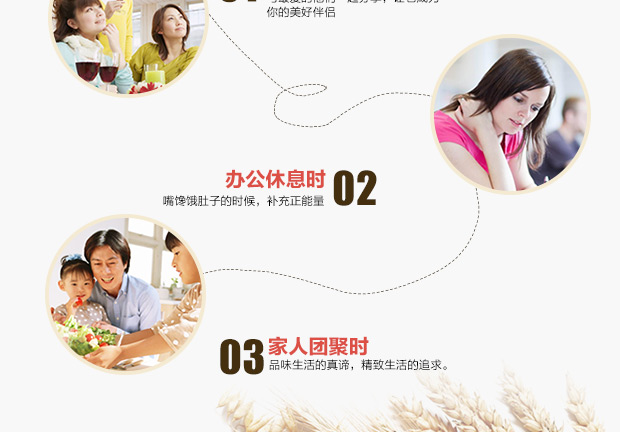 你的美好伴侣
办公休息时
02
嘴馋饿肚子的时候，补充正能量
03
家人团聚时
品味生活的真谛，精致生活的追求。